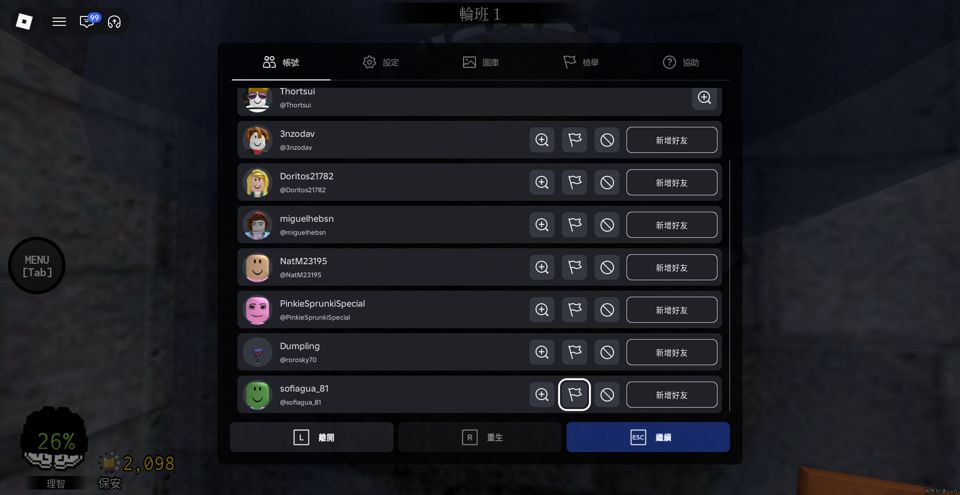 99
輪班 1
帳號
設定
圖庫
檢舉
協助
Thortsui
@Thortsui
3nzodav
@3nzodav
新增好友
Doritos21782
@Doritos21782
新增好友
miguelhebsn
@miguelhebsn
新增好友
NatM23195
@NatM23195
新增好友
PinkieSprunkiSpecial
@PinkieSprunkiSpecial
新增好友
Dumpling
@rorosky70
新增好友
sofiagua_81
@sofiagua_81
新增好友
L 離開
R 重生
ESC 繼續
MENU
[Tab]
26%
理智
2,098
保安